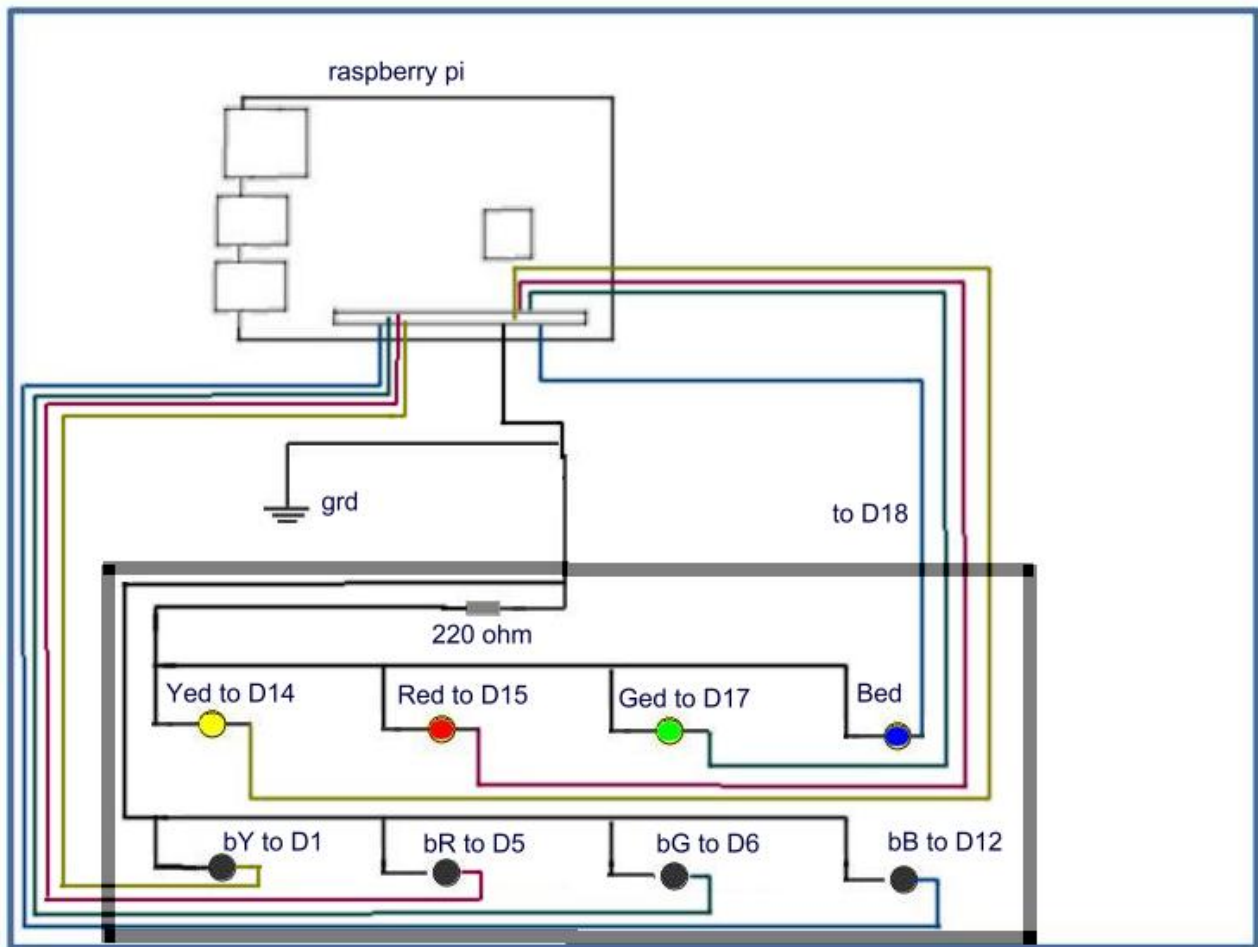 raspberry pi
grd
to D18
220 ohm
Yed to D14
Red to D15
Ged to D17
Bed
bY to D1
bR to D5
bG to D6
bB to D12